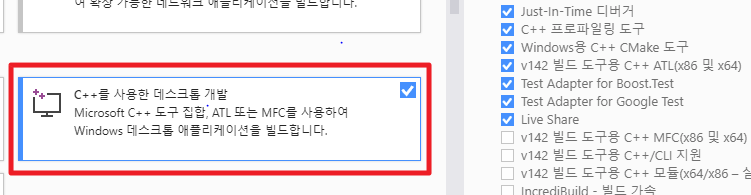 여 확장 가능한 네트워크 애플리케이션을 빌드합니다.
C++를 사용한 데스크톱 개발
Microsoft C++ 도구 집합, ATL 또는 MFC를 사용하여
Windows 데스크톱 애플리케이션을 빌드합니다.
Just-In-Time 디버거
C++ 프로파일링 도구
Windows용 C++ CMake 도구
v142 빌드 도구용 C++ ATL(x86 및 x64)
Test Adapter for Boost.Test
Test Adapter for Google Test
Live Share
v142 빌드 도구용 C++ MFC(x86 및 x64)
v142 빌드 도구용 C++/CLI 지원
v142 빌드 도구용 C++ 모듈(x64/x86 – 실
IncrediBuild - 빌드 가속